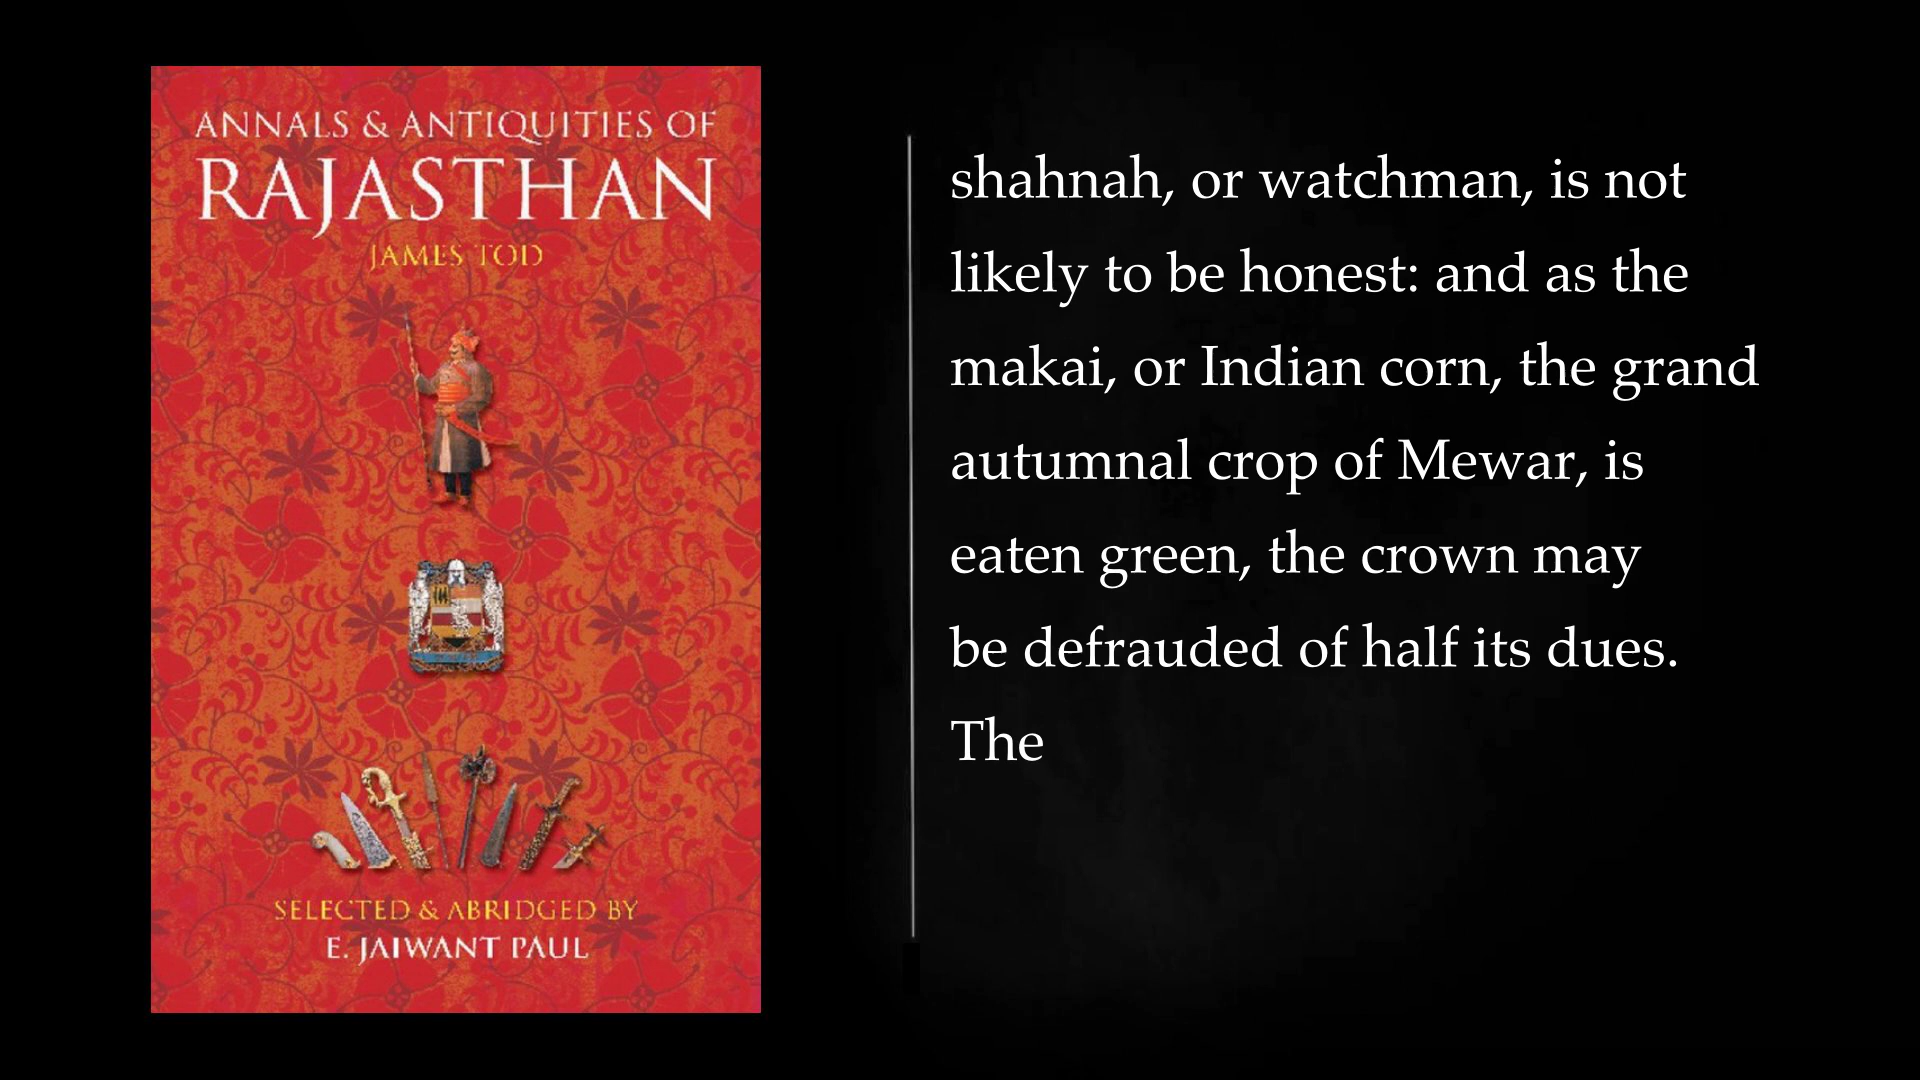 ANNALS & ANTIQUITIES OF
RAJASTHAN
JAMES TOD
SELECTED & ABRIDGED BY
E. JAIWANT PAUL
shahnah, or watchman, is not
likely to be honest: and as the
makai, or Indian corn, the grand
autumnal crop of Mewar, is
eaten green, the crown may
be defrauded of half its dues.
The